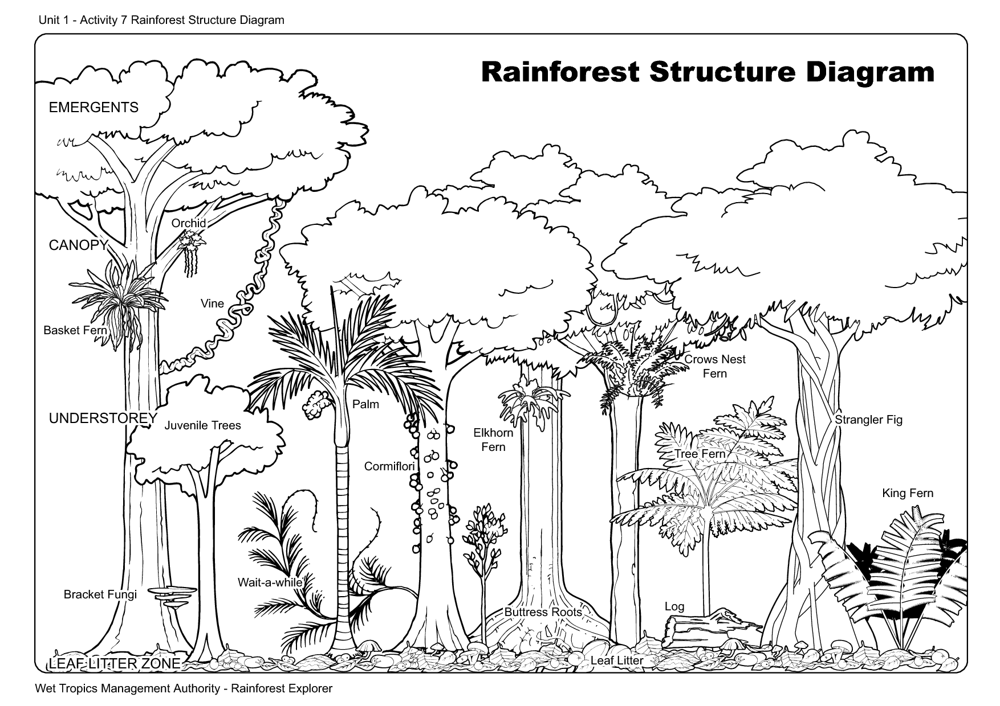 Unit 1 - Activity 7 Rainforest Structure Diagram
Rainforest Structure Diagram
EMERGENTS
Orchid
CANOPY
Vine
Basket Fern
Crows Nest
Fern
Palm
UNDERSTOREY
Juvenile Trees
Strangler Fig
Elkhorn
Fern
Tree Fern
Cormiflori
King Fern
Wait-a-while
Bracket Fungi
Log
Buttress Roots
Leaf Litter
LEAF LITTER ZONE
Wet Tropics Management Authority - Rainforest Explorer